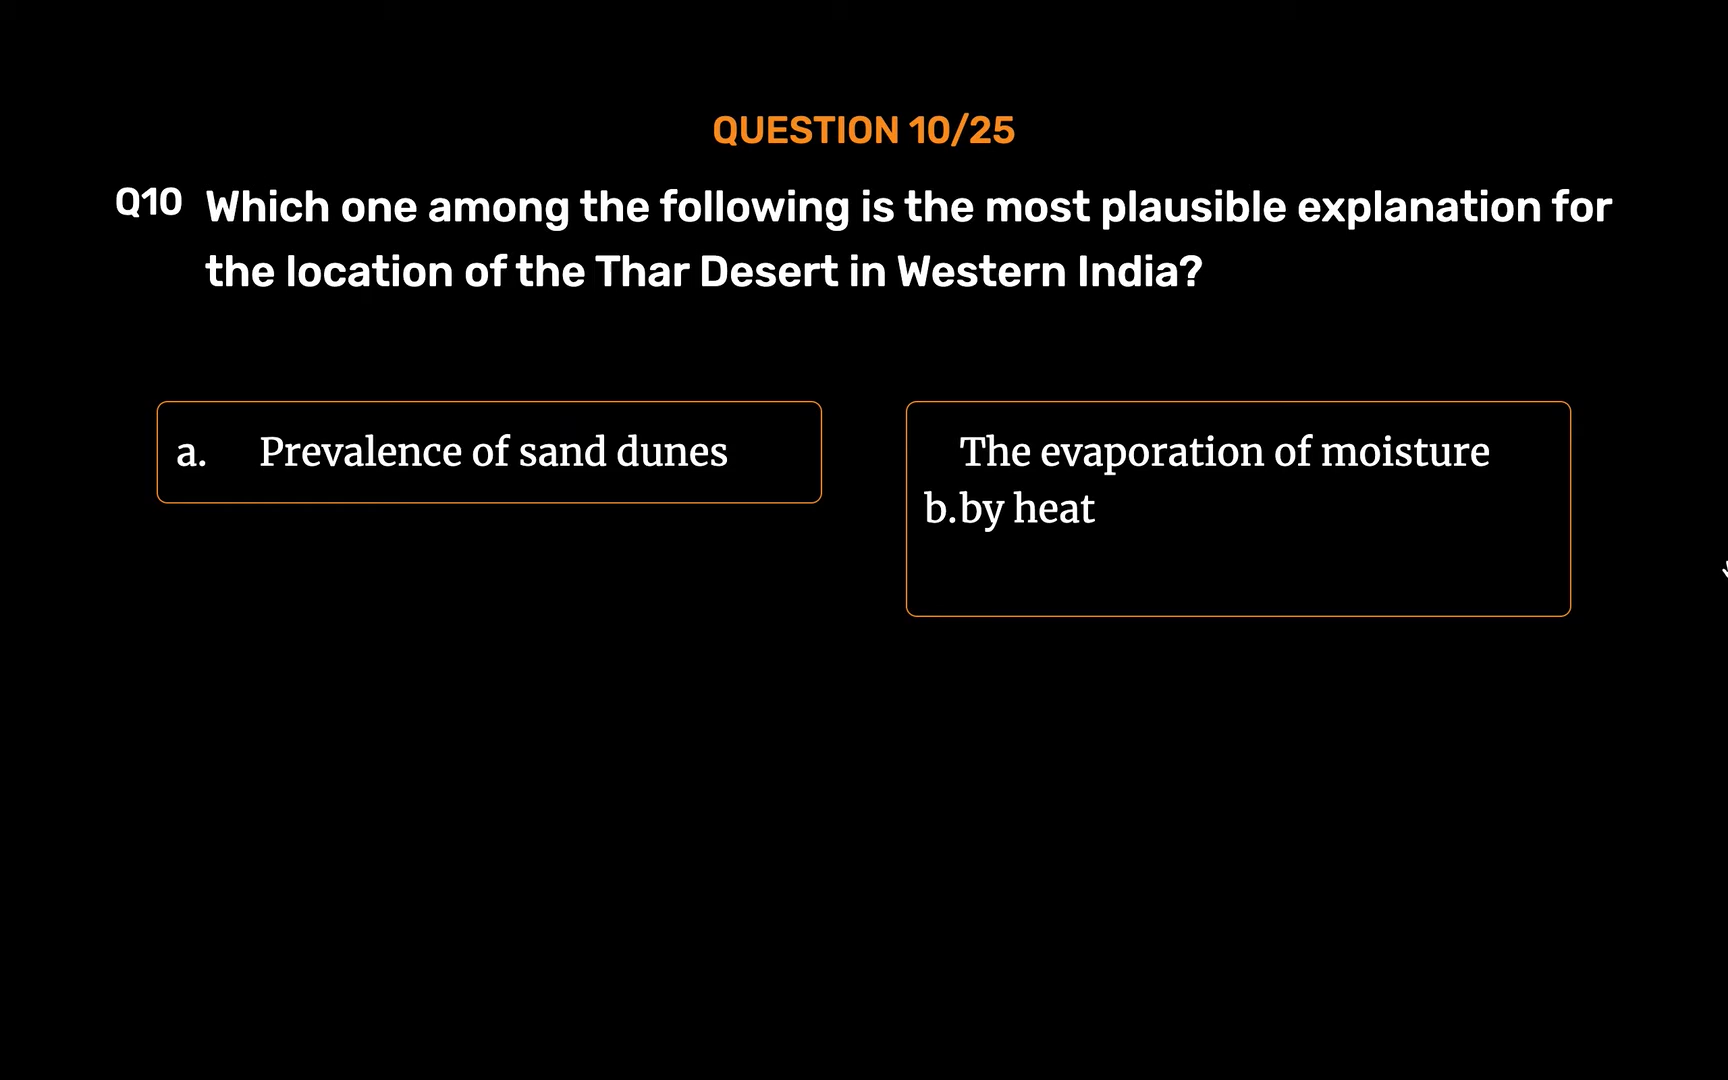 QUESTION 10/25
Q10 Which one among the following is the most plausible explanation for
the location of the Thar Desert in Western India?
a. Prevalence of sand dunes
The evaporation of moisture
b. by heat